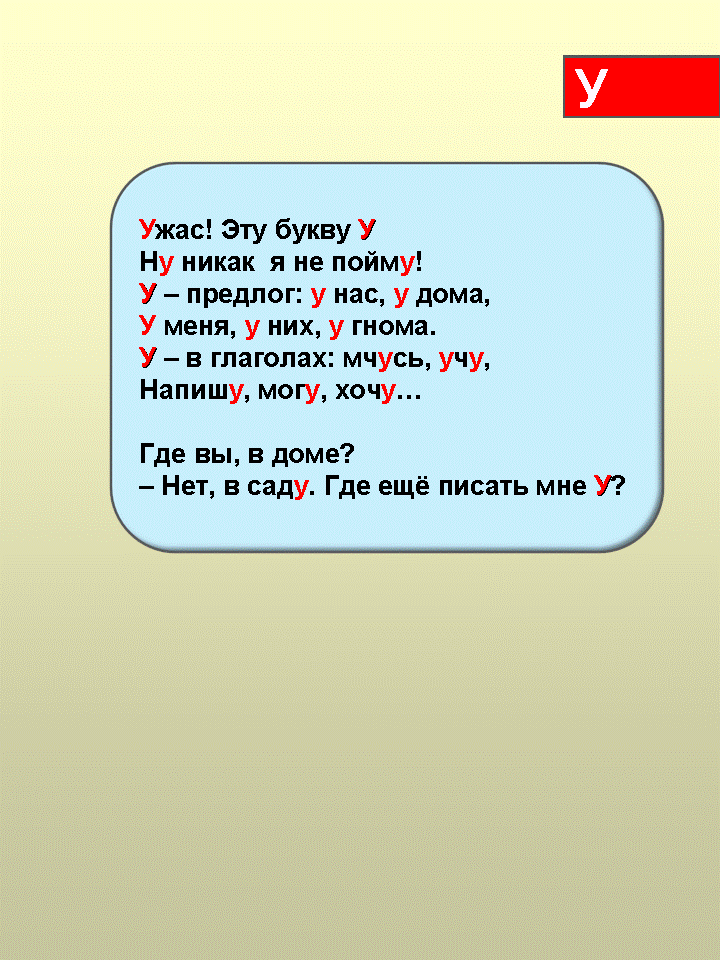 У
Ужас! Эту букву У
Ну никак я не пойму!
У – предлог: у нас, у дома,
У меня, у них, у гнома.
У – в глаголах: мчусь, учу,
Напишу, могу, хочу…
Где вы, в доме?
– Нет, в саду. Где ещё писать мне У?